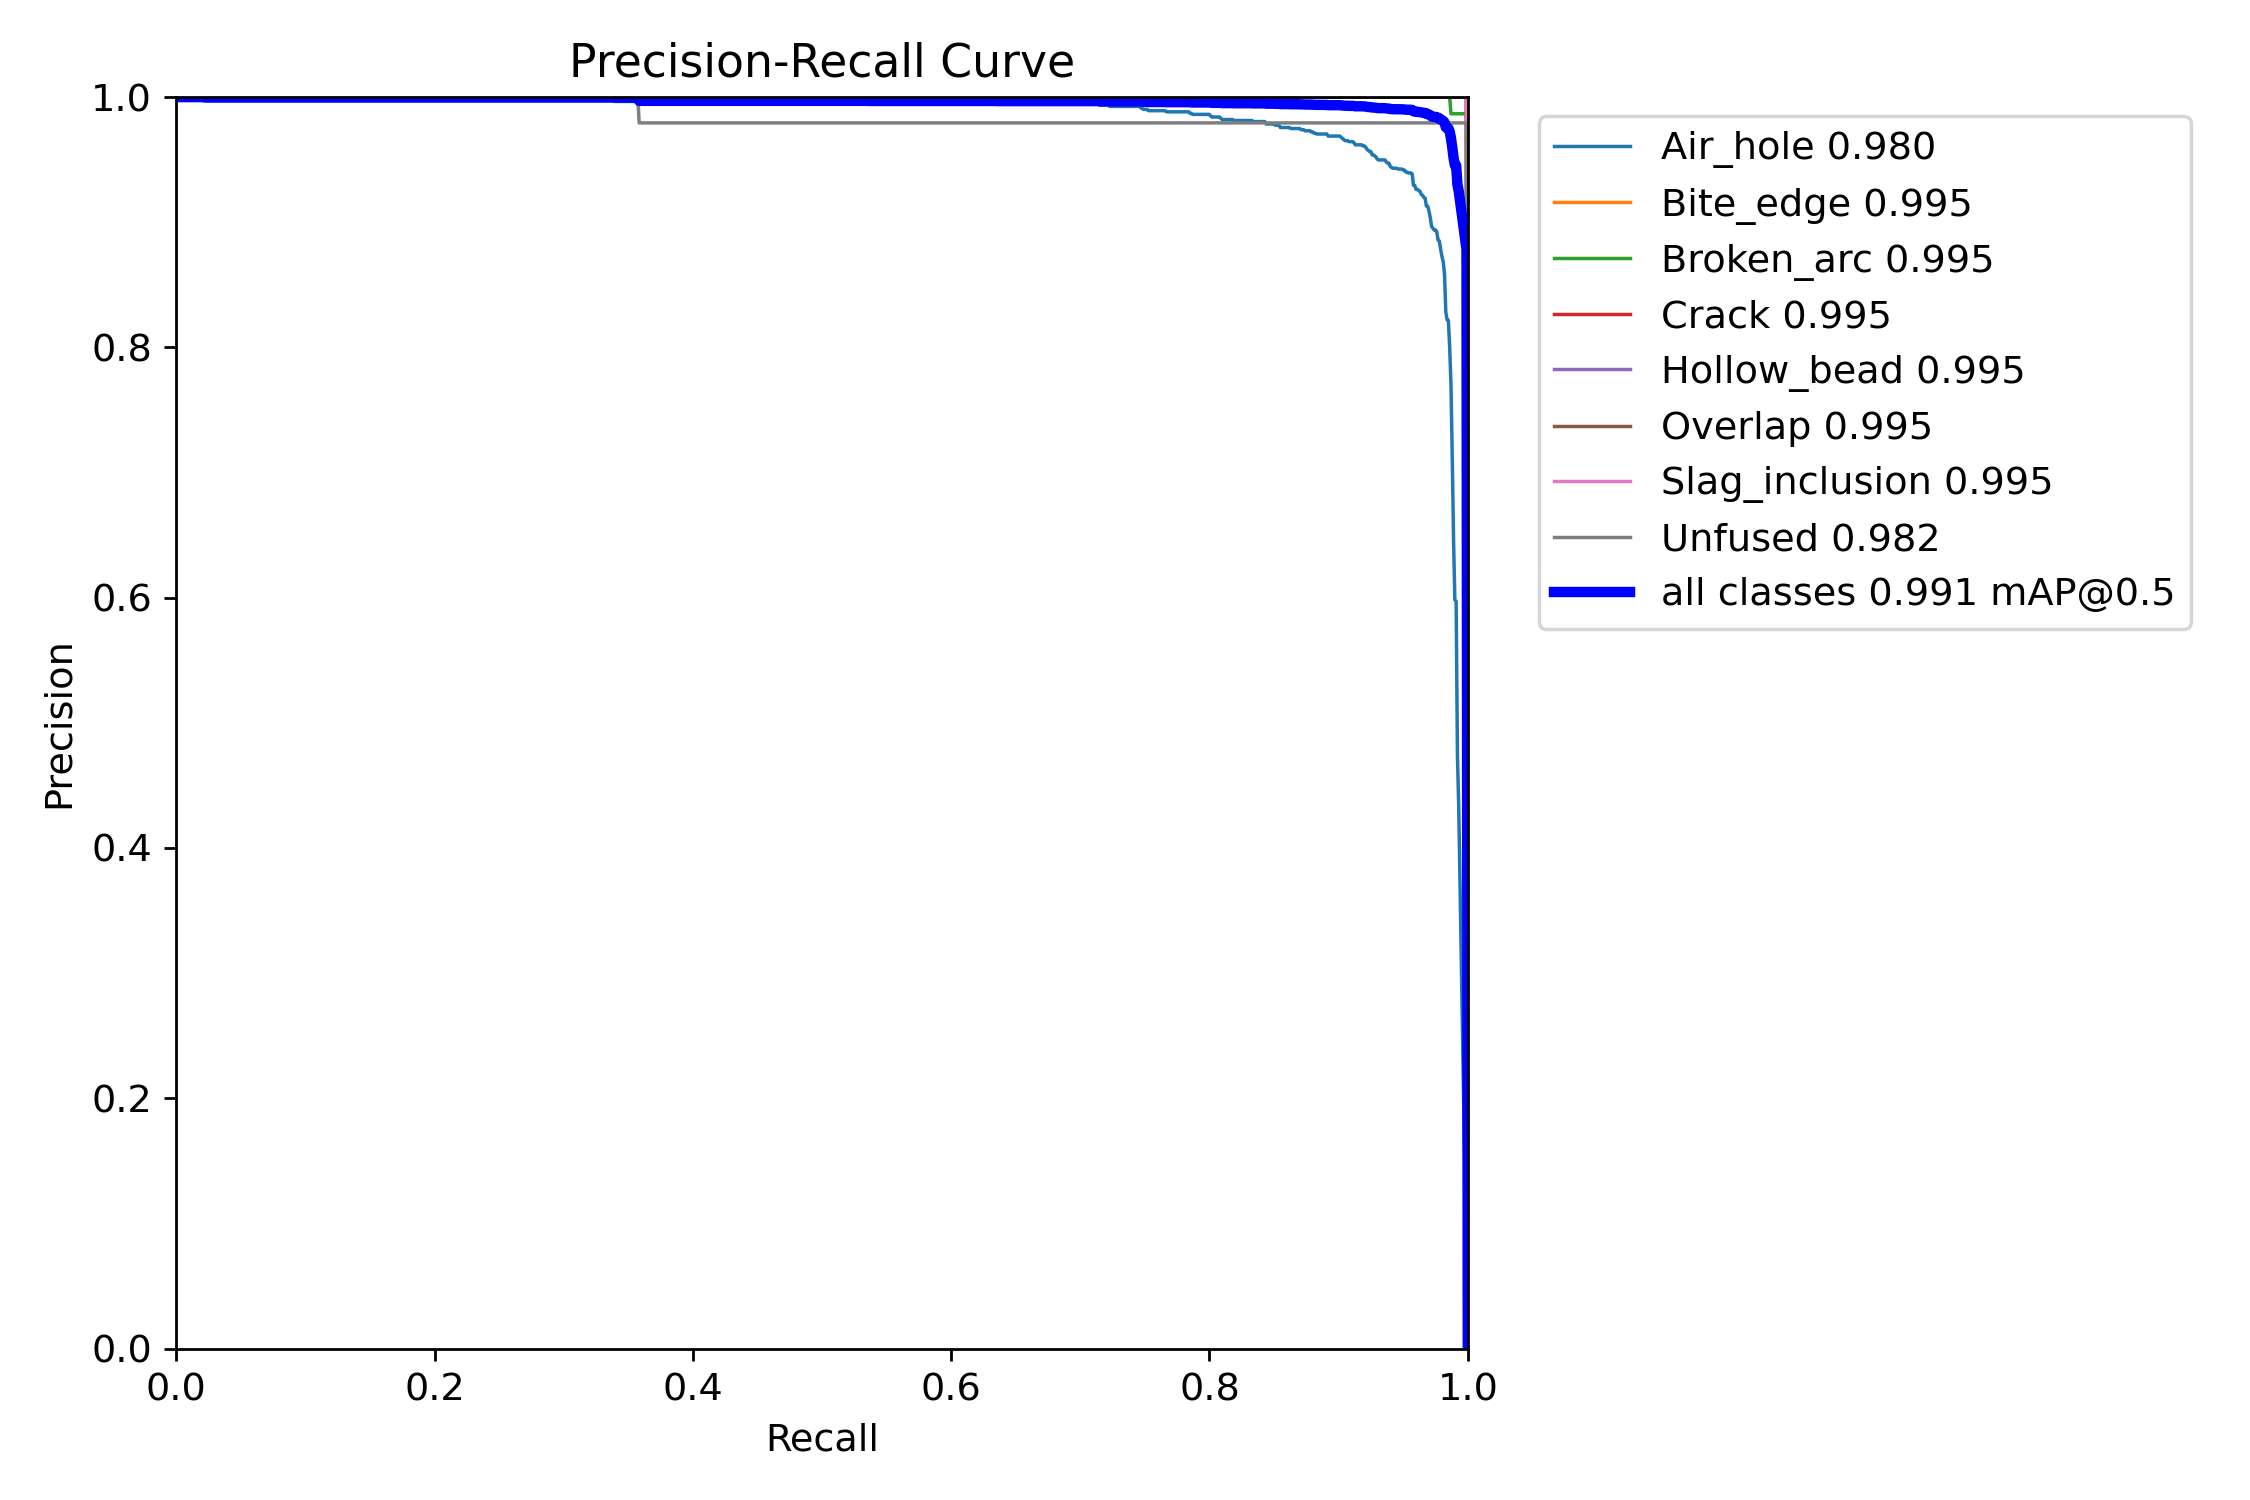 Precision-Recall Curve
1.0
0.8
0.6
0.4
0.2
0.0
Precision
0.0 0.2 0.4 0.6 0.8 1.0
Recall
Air_hole 0.980
Bite_edge 0.995
Broken_arc 0.995
Crack 0.995
Hollow_bead 0.995
Overlap 0.995
Slag_inclusion 0.995
Unfused 0.982
all classes 0.991 mAP@0.5